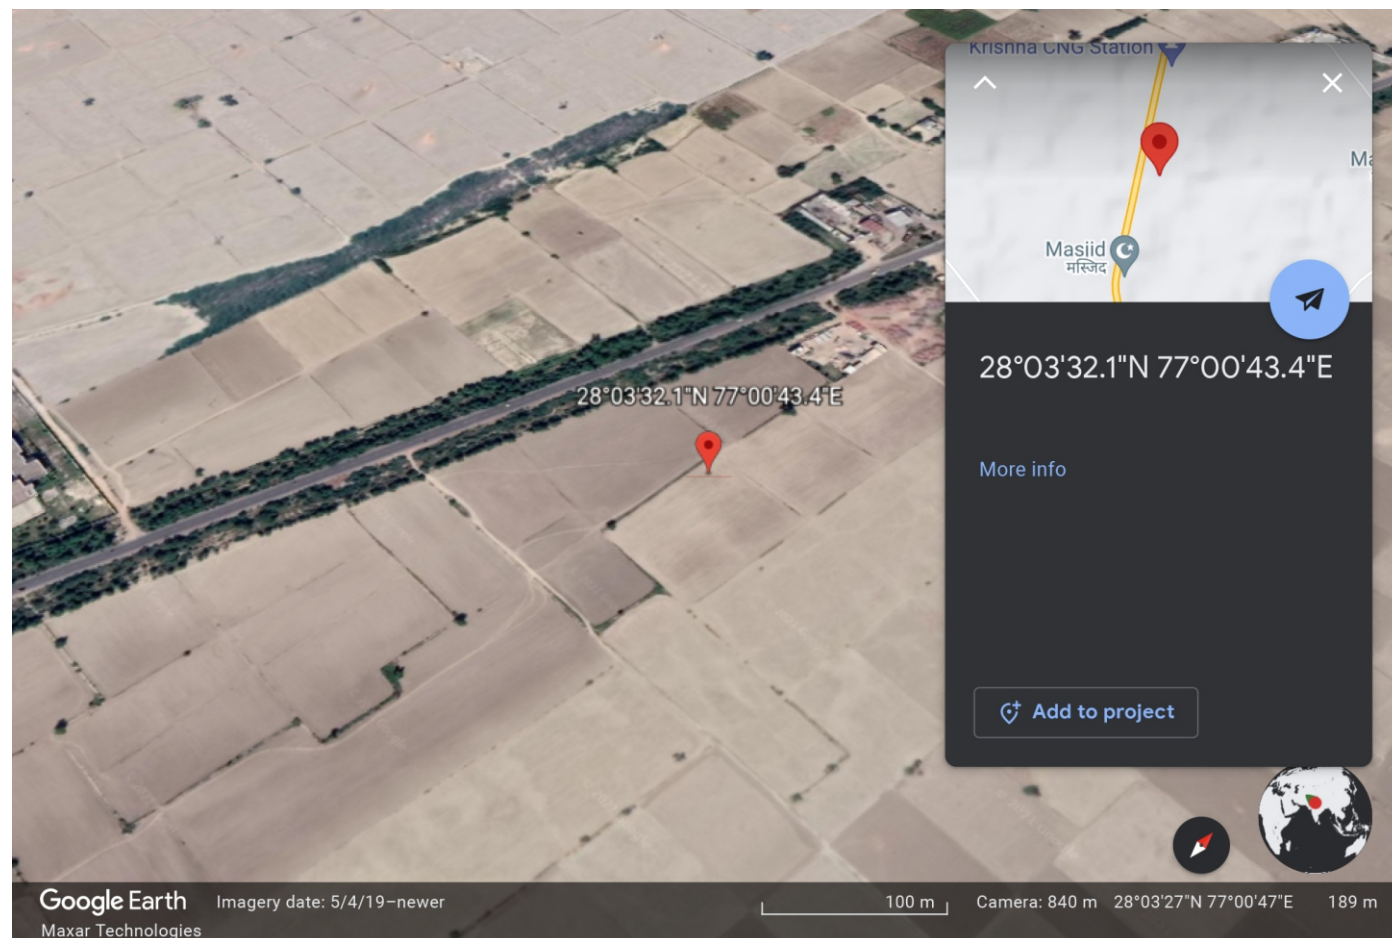 Krishna CNG Station
Ma
Masjid
मस्जिद
28°03'32.1"N 77°00'43.4"E
28°03'32.1"N 77°00'43.4"E
More info
Add to project
Google Earth
Imagery date: 5/4/19–newer
100 m
Camera: 840 m 28°03'27"N 77°00'47"E 189 m
Maxar Technologies